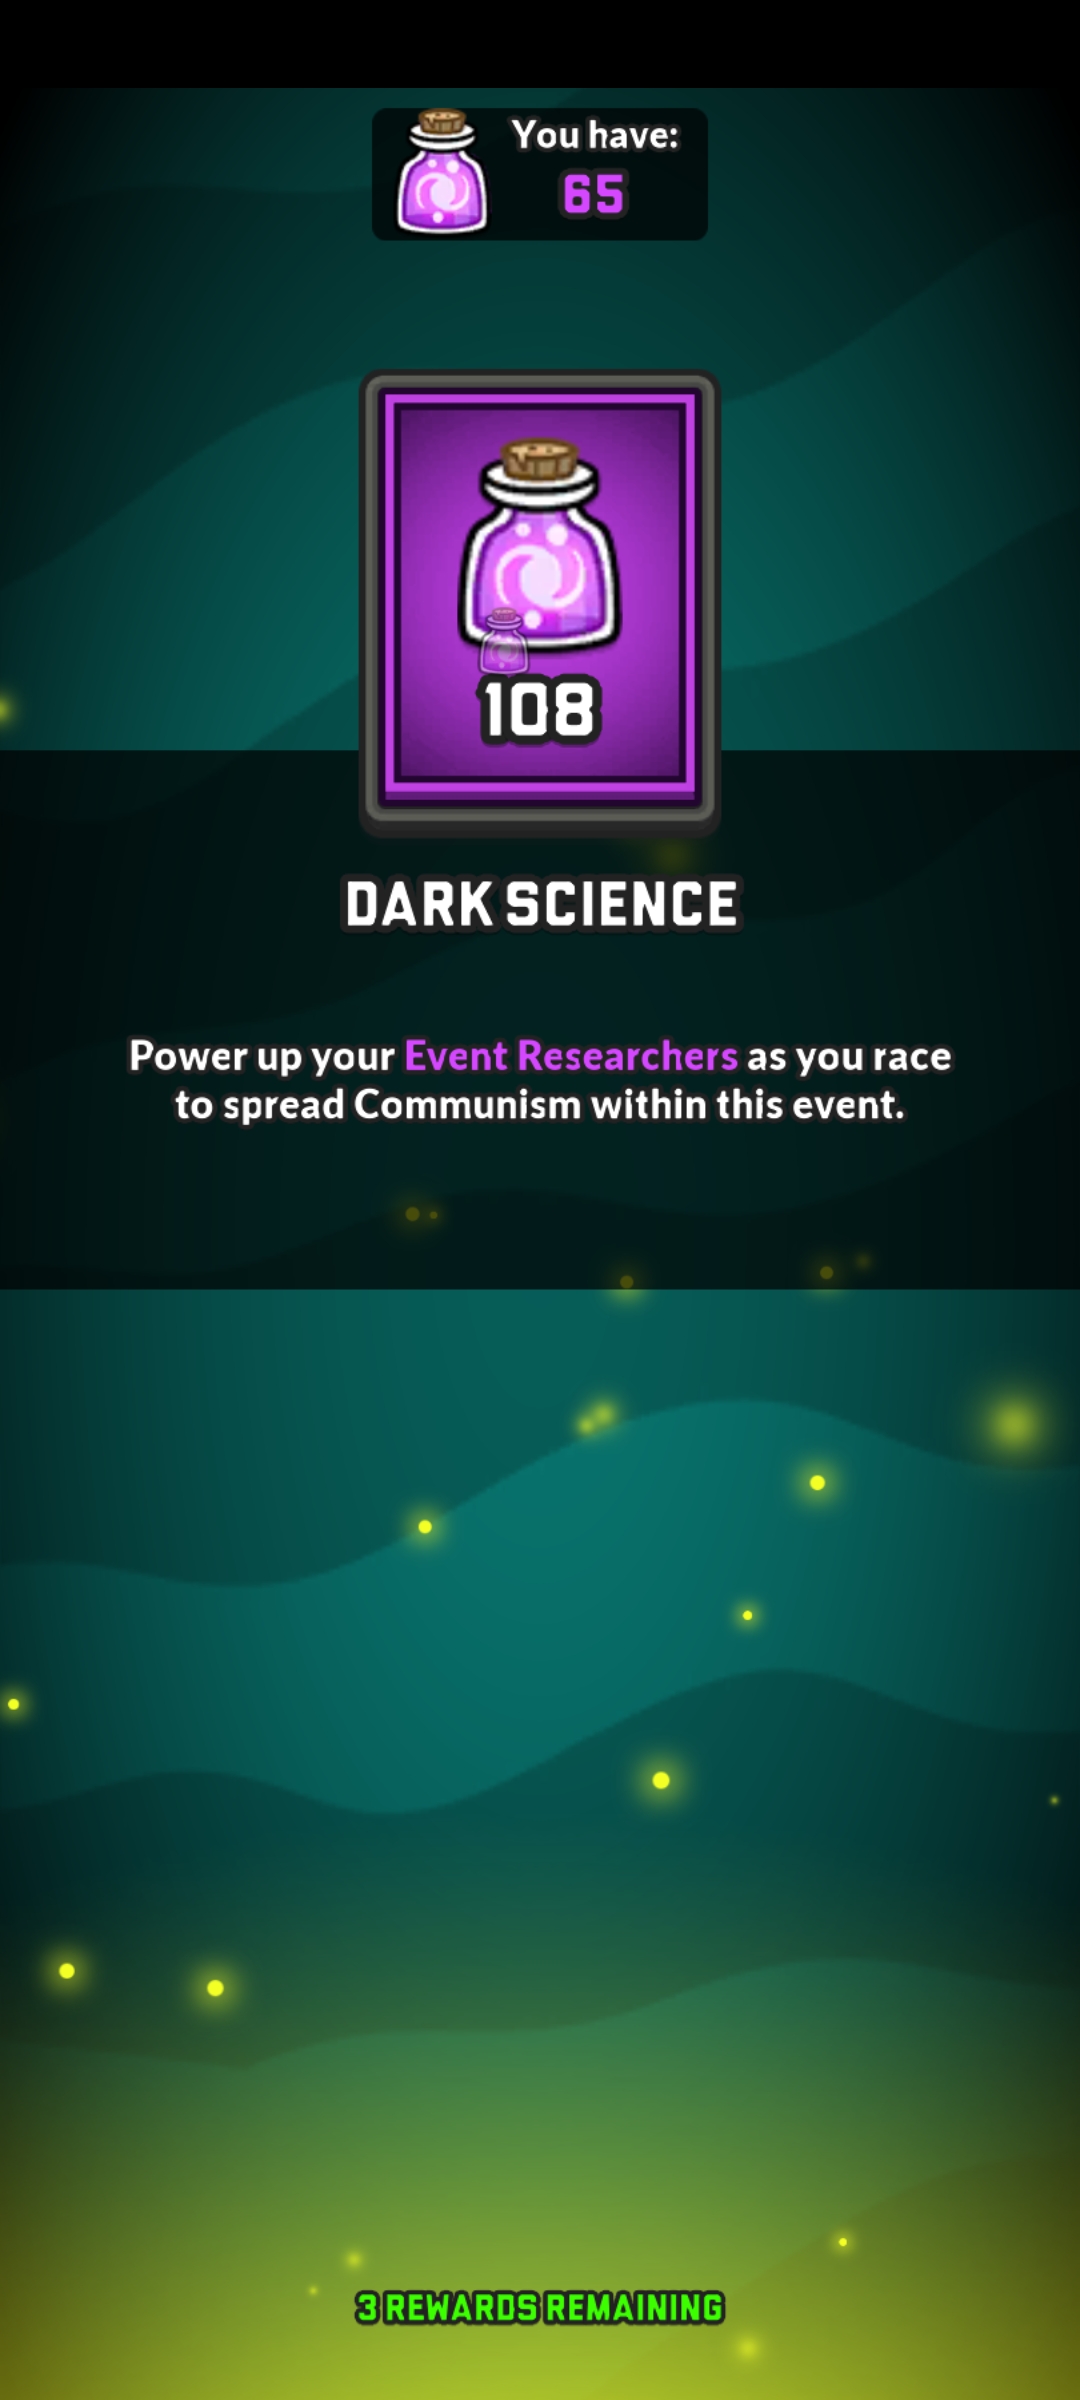 You have:
65
108
DARK SCIENCE
Power up your Event Researchers as you race
to spread Communism within this event.
3 REWARDS REMAINING